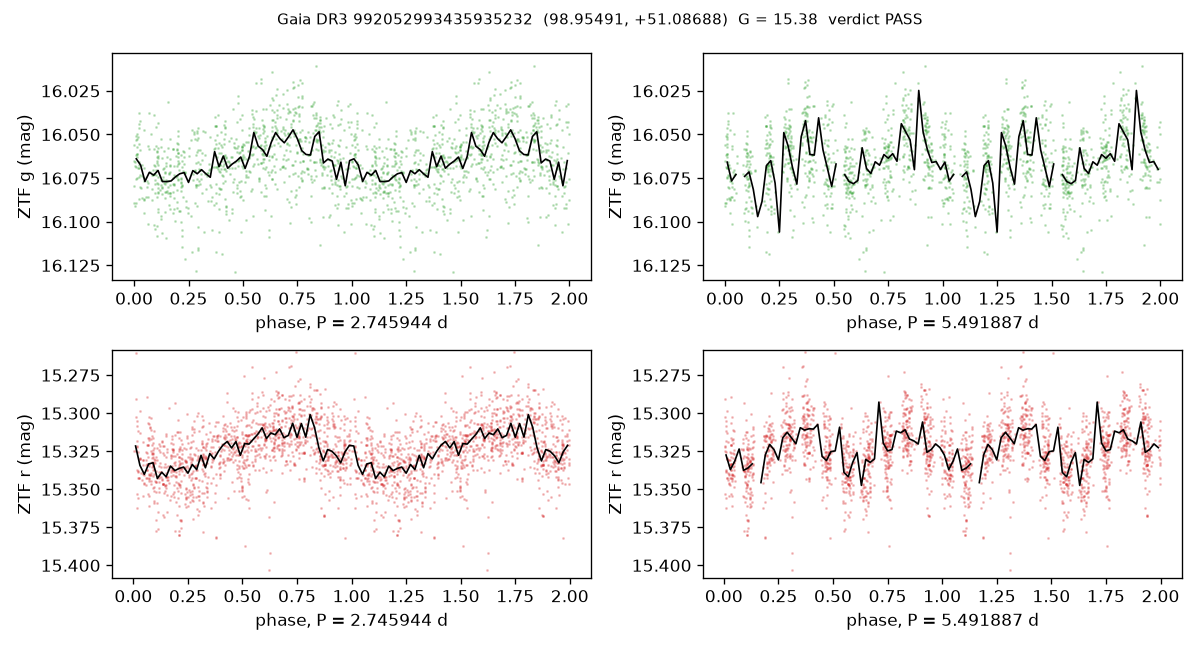 Gaia DR3 992052993435935232  (98.95491, +51.08688)  G = 15.38  verdict PASS
ZTF g (mag)
16.025
16.050
16.075
16.100
16.125
0.00 0.25 0.50 0.75 1.00 1.25 1.50 1.75 2.00
phase, P = 2.745944 d
ZTF g (mag)
16.025
16.050
16.075
16.100
16.125
0.00 0.25 0.50 0.75 1.00 1.25 1.50 1.75 2.00
phase, P = 5.491887 d
ZTF r (mag)
15.275
15.300
15.325
15.350
15.375
15.400
0.00 0.25 0.50 0.75 1.00 1.25 1.50 1.75 2.00
phase, P = 2.745944 d
ZTF r (mag)
15.275
15.300
15.325
15.350
15.375
15.400
0.00 0.25 0.50 0.75 1.00 1.25 1.50 1.75 2.00
phase, P = 5.491887 d